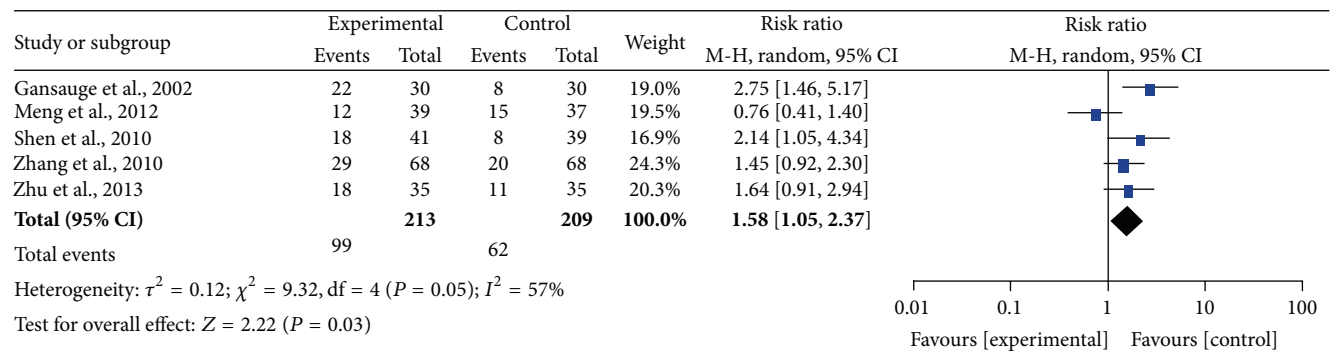 Study or subgroup Experimental Control Weight Risk ratio Risk ratio
Events Total Events Total M-H, random, 95% CI M-H, random, 95% CI
Gansauge et al., 2002 22 30 8 30 19.0% 2.75 [1.46, 5.17]
Meng et al., 2012 12 39 15 37 19.5% 0.76 [0.41, 1.40]
Shen et al., 2010 18 41 8 39 16.9% 2.14 [1.05, 4.34]
Zhang et al., 2010 29 68 20 68 24.3% 1.45 [0.92, 2.30]
Zhu et al., 2013 18 35 11 35 20.3% 1.64 [0.91, 2.94]
Total (95% CI) 213 209 100.0% 1.58 [1.05, 2.37]
Total events 99 62
Heterogeneity: τ² = 0.12; χ² = 9.32, df = 4 (P = 0.05); I² = 57%
0.01 0.1 1 10 100
Test for overall effect: Z = 2.22 (P = 0.03)
Favours [experimental] Favours [control]